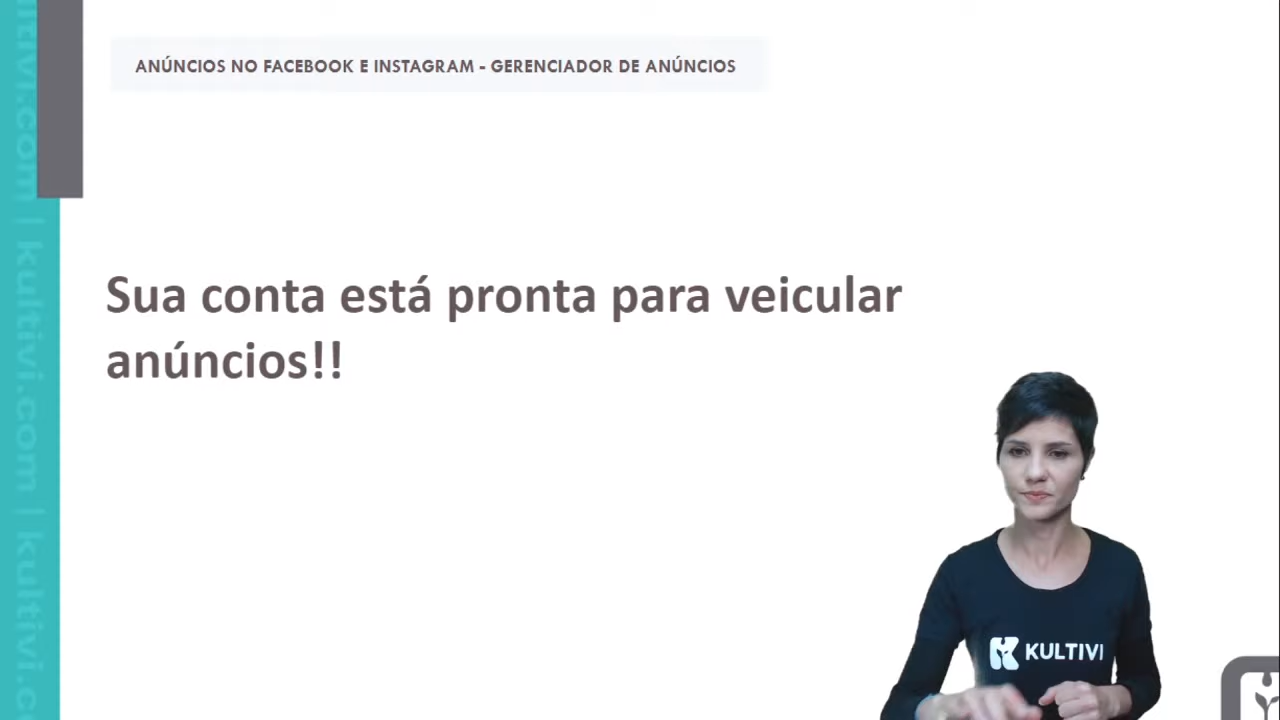 ANÚNCIOS NO FACEBOOK E INSTAGRAM - GERENCIADOR DE ANÚNCIOS
Sua conta está pronta para veicular
anúncios!!
KULTIVI
kultivi.com | kultivi.com | kultivi.c